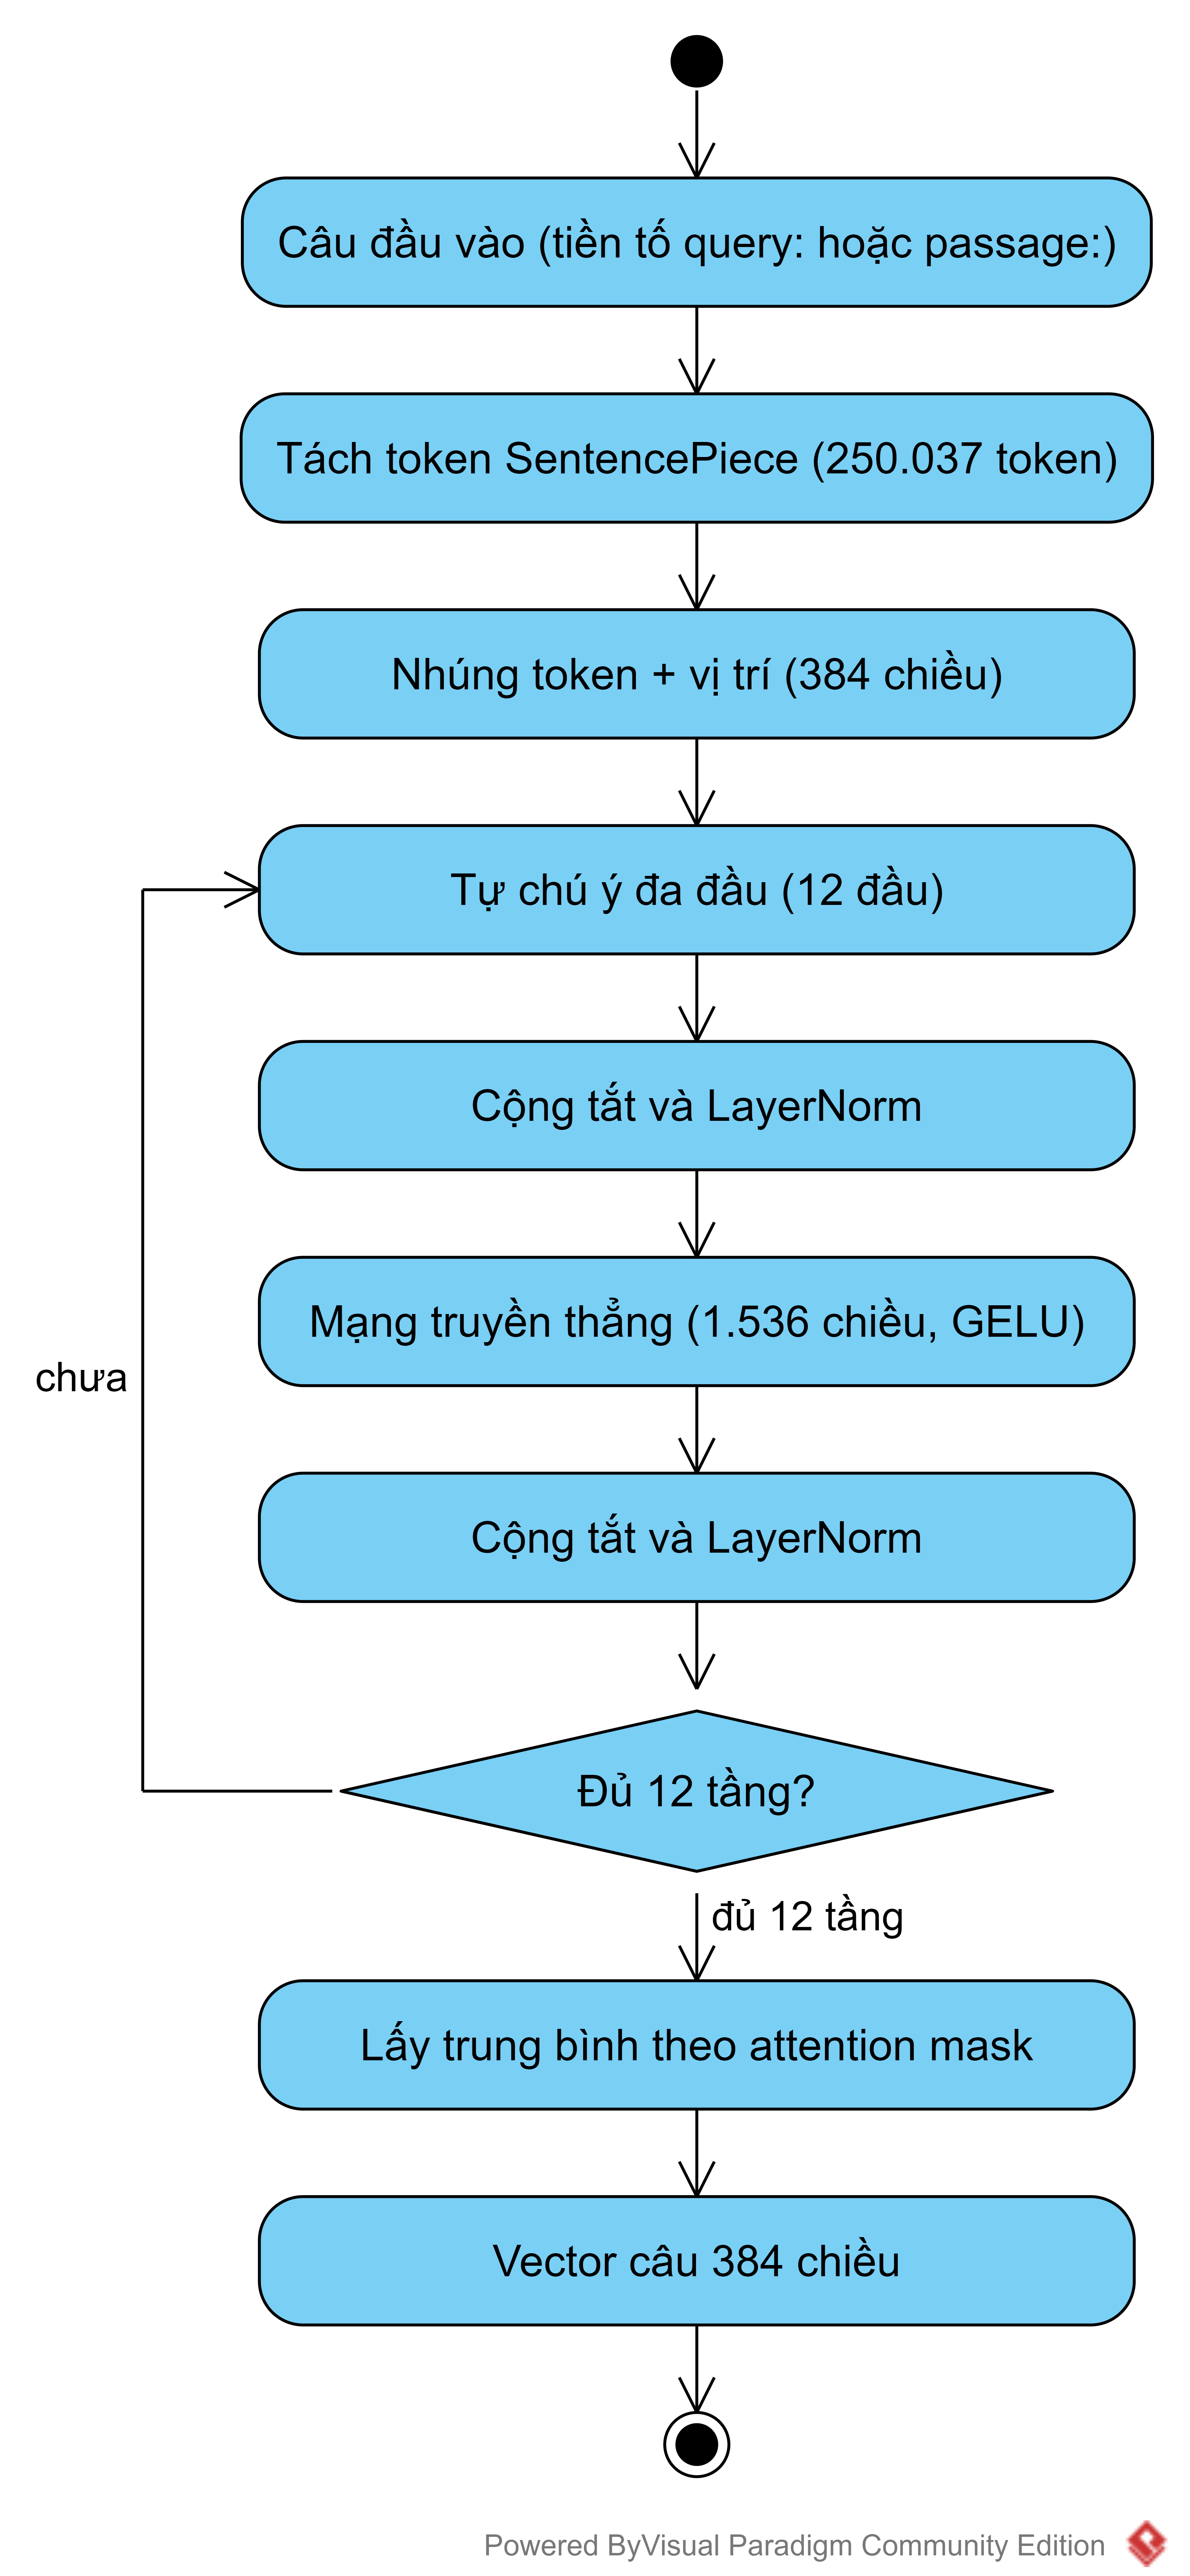 Câu đầu vào (tiền tố query: hoặc passage:)
Tách token SentencePiece (250.037 token)
Nhúng token + vị trí (384 chiều)
Tự chú ý đa đầu (12 đầu)
Cộng tắt và LayerNorm
Mạng truyền thẳng (1.536 chiều, GELU)
chưa
Cộng tắt và LayerNorm
Đủ 12 tầng?
đủ 12 tầng
Lấy trung bình theo attention mask
Vector câu 384 chiều
Powered ByVisual Paradigm Community Edition